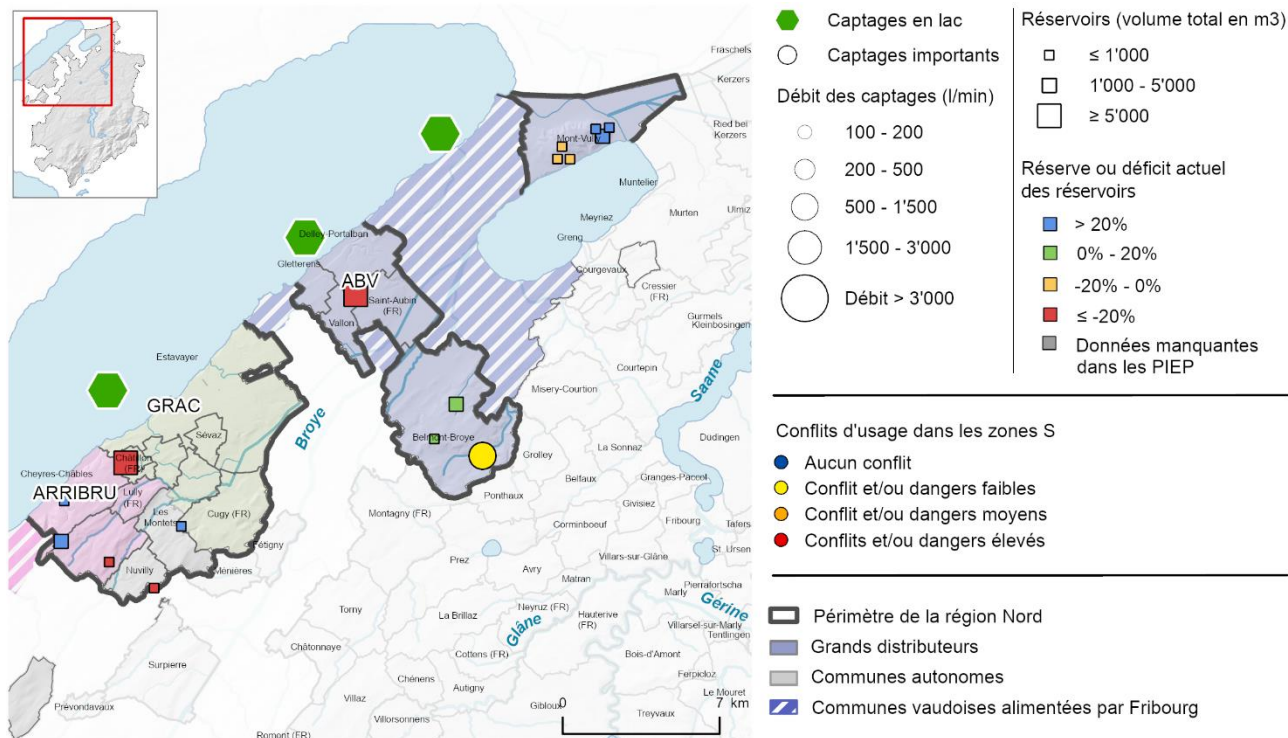 Fräschels
Kerzers
Ried bei
Kerzers
Mont-Vully
Muntelier
Meyriez
Murten
Ulmiz
Greng
Delley-Portalban
Gletterens
Courgevaux
ABV
Cressier
(FR)
Saint-Aubin
(FR)
Gurmels
Kleinbösingen
Vallon
Estavayer
Courtepin
Saane
Misery-Courtion
GRAC
Broye
Sévaz
Belmont-Broye
La Sonnaz
Düdingen
Grolley
Châtillon
(FR)
Cheyres-Châbles
Belfaux
Granges-Paccot
ARRIBRU
Lully
(FR)
Ponthaux
Givisiez
Les
Montets
Cugy (FR)
Montagny (FR)
Corminboeuf
Fribourg
Tafers
Fétigny
Prez
Villars-sur-Glâne
St. Ursen
Nuvilly
Ménières
Avry
Matran
Pierrafortscha
Marly
Torny
La Brillaz
Neyruz (FR)
Hauterive
(FR)
Gérine
Villarsel-sur-Marly
Tentlingen
Glâne
Châtonnaye
Cottens (FR)
Bois-d'Amont
Surpierre
Chénens
Autigny
Ferpicloz
Le Mouret
Villaz
Gibloux
Prévondavaux
Villorsonnens
Treyvaux
Romont (FR)
0
7
km
Captages en lac
Captages importants
Débit des captages (l/min)
100 - 200
200 - 500
500 - 1'500
1'500 - 3'000
Débit > 3'000
Réservoirs (volume total en m3)
≤ 1'000
1'000 - 5'000
≥ 5'000
Réserve ou déficit actuel
des réservoirs
> 20%
0% - 20%
-20% - 0%
≤ -20%
Données manquantes
dans les PIEP
Conflits d'usage dans les zones S
Aucun conflit
Conflit et/ou dangers faibles
Conflit et/ou dangers moyens
Conflits et/ou dangers élevés
Périmètre de la région Nord
Grands distributeurs
Communes autonomes
Communes vaudoises alimentées par Fribourg